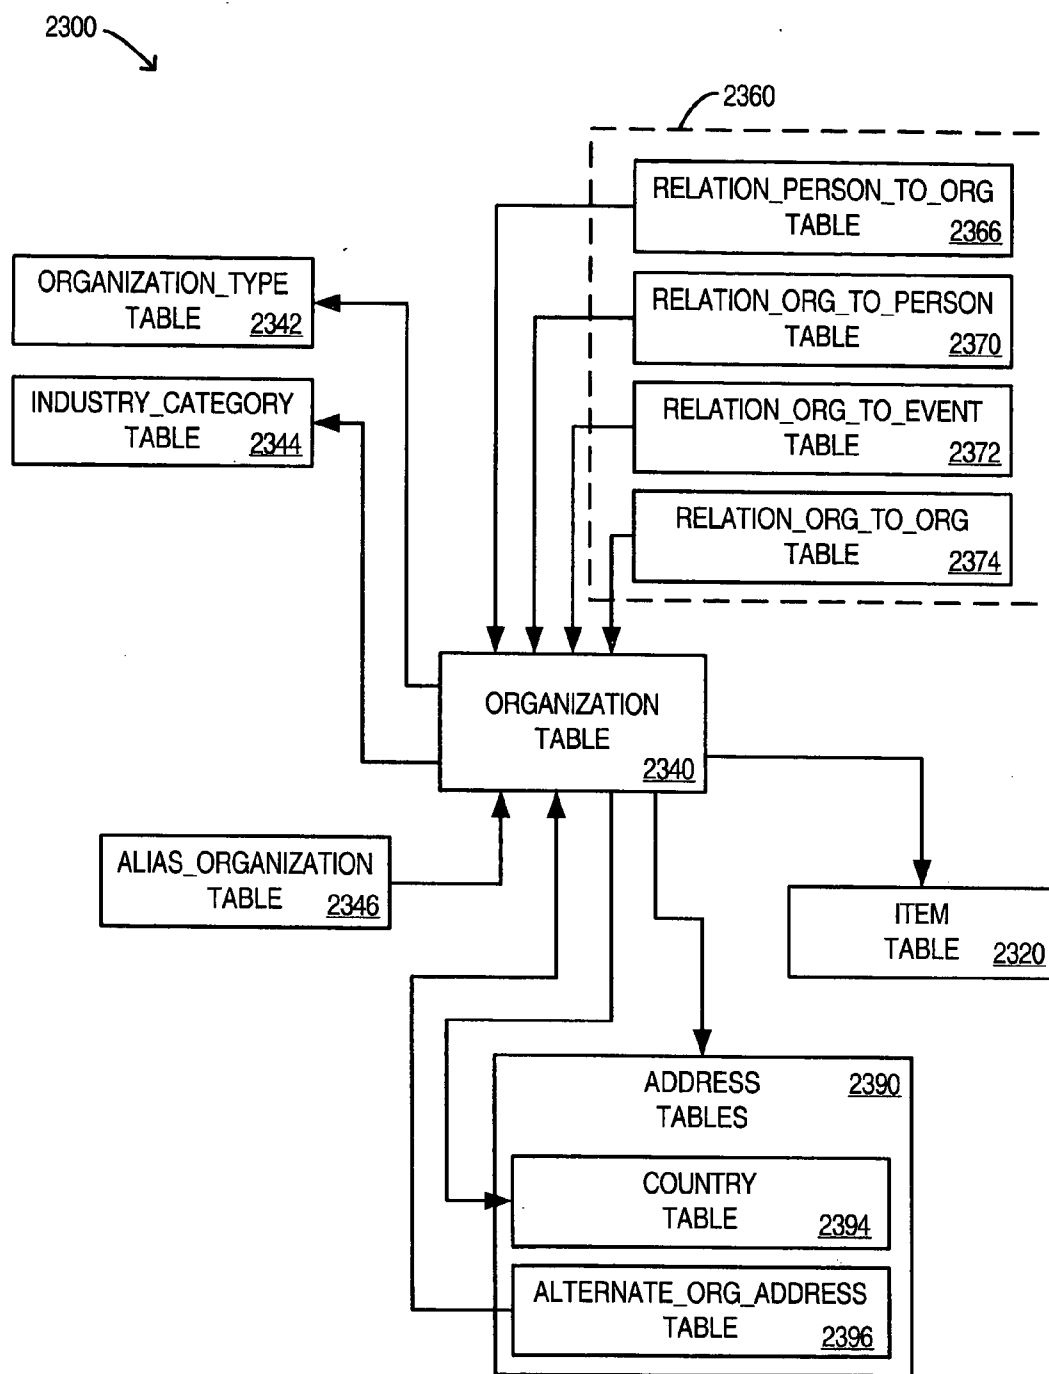 2300
2360
RELATION_PERSON_TO_ORG
TABLE
2366
ORGANIZATION_TYPE
TABLE
2342
RELATION_ORG_TO_PERSON
TABLE
2370
INDUSTRY_CATEGORY
TABLE
2344
RELATION_ORG_TO_EVENT
TABLE
2372
RELATION_ORG_TO_ORG
TABLE
2374
ORGANIZATION
TABLE
2340
ALIAS_ORGANIZATION
TABLE
2346
ITEM
TABLE
2320
ADDRESS
TABLES
2390
COUNTRY
TABLE
2394
ALTERNATE_ORG_ADDRESS
TABLE
2396